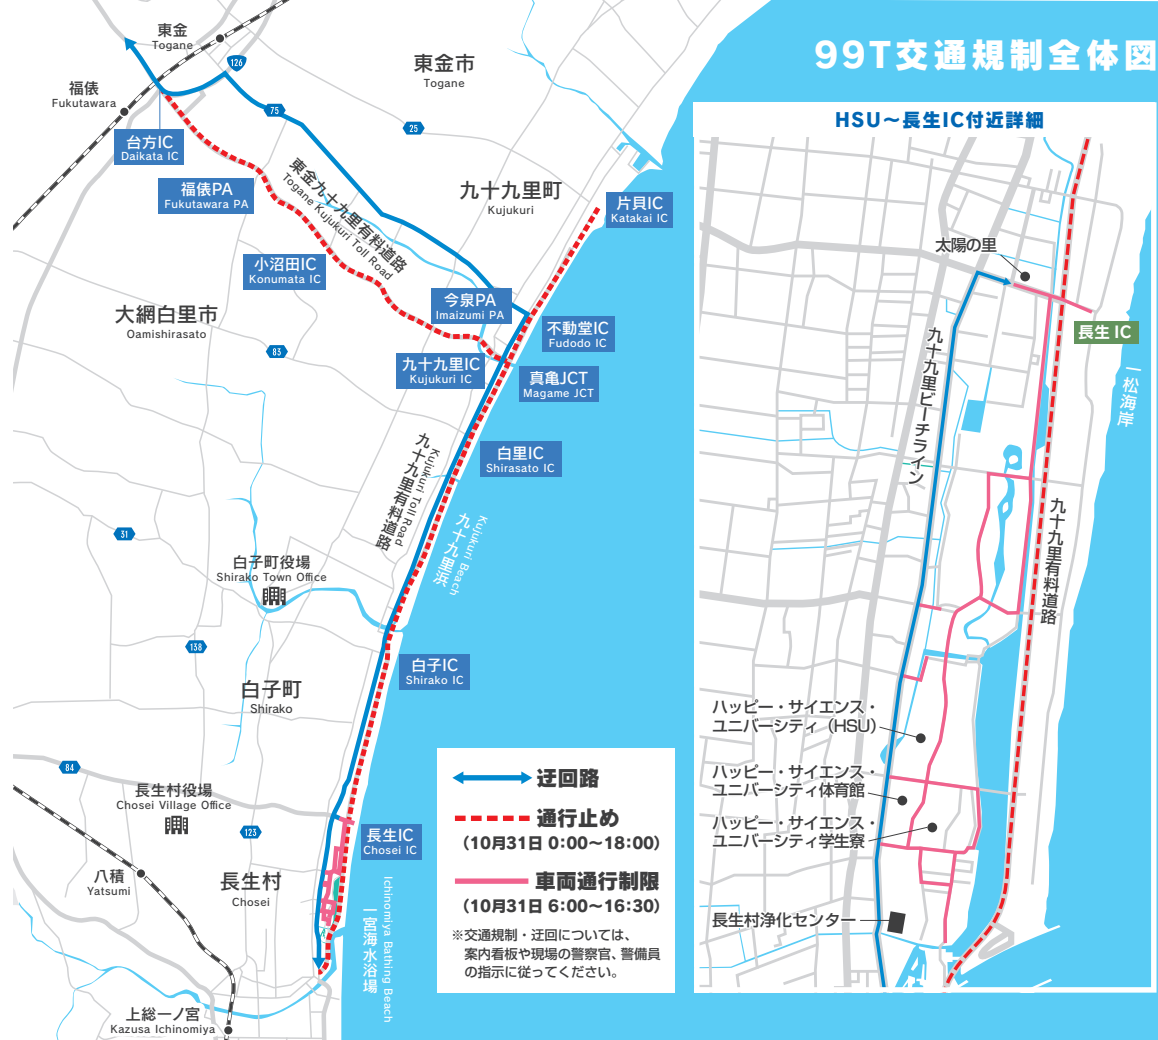 99T交通規制全体図
東金
Togane
126
福俵
Fukutawara
75
25
東金市
Togane
台方IC
Daikata IC
福俵PA
Fukutawara PA
東金九十九里有料道路
Togane Kujukuri Toll Road
九十九里町
Kujukuri
片貝IC
Katakai IC
小沼田IC
Konumata IC
今泉PA
Imaizumi PA
大網白里市
Oamishirasato
不動堂IC
Fudodo IC
83
九十九里IC
Kujukuri IC
真亀JCT
Magame JCT
白里IC
Shirasato IC
九十九里有料道路
Kujukuri Toll Road
九十九里浜
Kujukuri Beach
31
白子町役場
Shirako Town Office
138
白子IC
Shirako IC
白子町
Shirako
84
長生村役場
Chosei Village Office
123
長生IC
Chosei IC
八積
Yatsumi
長生村
Chosei
一宮海水浴場
Ichinomiya Bathing Beach
上総一ノ宮
Kazusa Ichinomiya
迂回路
通行止め
(10月31日 0:00〜18:00)
車両通行制限
(10月31日 6:00〜16:30)
※交通規制・迂回については、
案内看板や現場の警察官、警備員
の指示に従ってください。
HSU〜長生IC付近詳細
太陽の里
長生 IC
一松海岸
九十九里ビーチライン
九十九里有料道路
ハッピー・サイエンス・
ユニバーシティ（HSU）
ハッピー・サイエンス・
ユニバーシティ体育館
ハッピー・サイエンス・
ユニバーシティ学生寮
長生村浄化センター